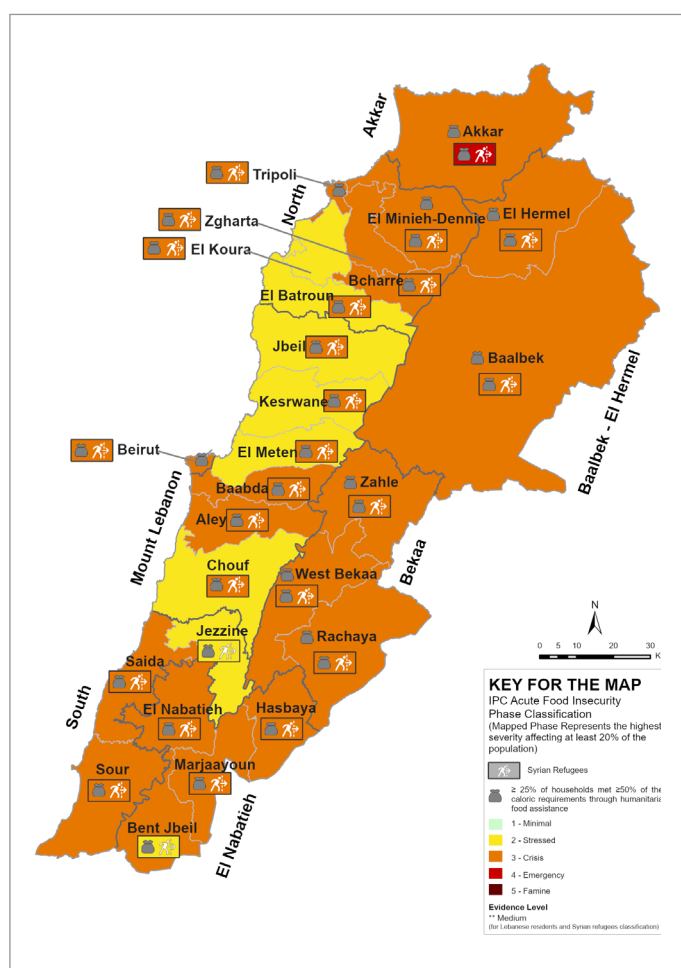 Akkar
Akkar
Tripoli
North
Zgharta
El Minieh-Dennie
El Hermel
El Koura
Bcharre
El Batroun
Jbeil
Baalbek
Kesrwane
Baalbek - El Hermel
Beirut
El Meten
Zahle
Baabda
Mount Lebanon
Aley
Bekaa
Chouf
West Bekaa
Jezzine
Rachaya
N
0 5 10 20 30
K
Saida
South
El Nabatieh
Hasbaya
Sour
Marjaayoun
El Nabatieh
Bent Jbeil
KEY FOR THE MAP
IPC Acute Food Insecurity
Phase Classification
(Mapped Phase Represents the highest
severity affecting at least 20% of the
population)
Syrian Refugees
≥ 25% of households met ≥50% of the
caloric requirements through humanitaria
food assistance
1 - Minimal
2 - Stressed
3 - Crisis
4 - Emergency
5 - Famine
Evidence Level
** Medium
(for Lebanese residents and Syrian refugees classification)